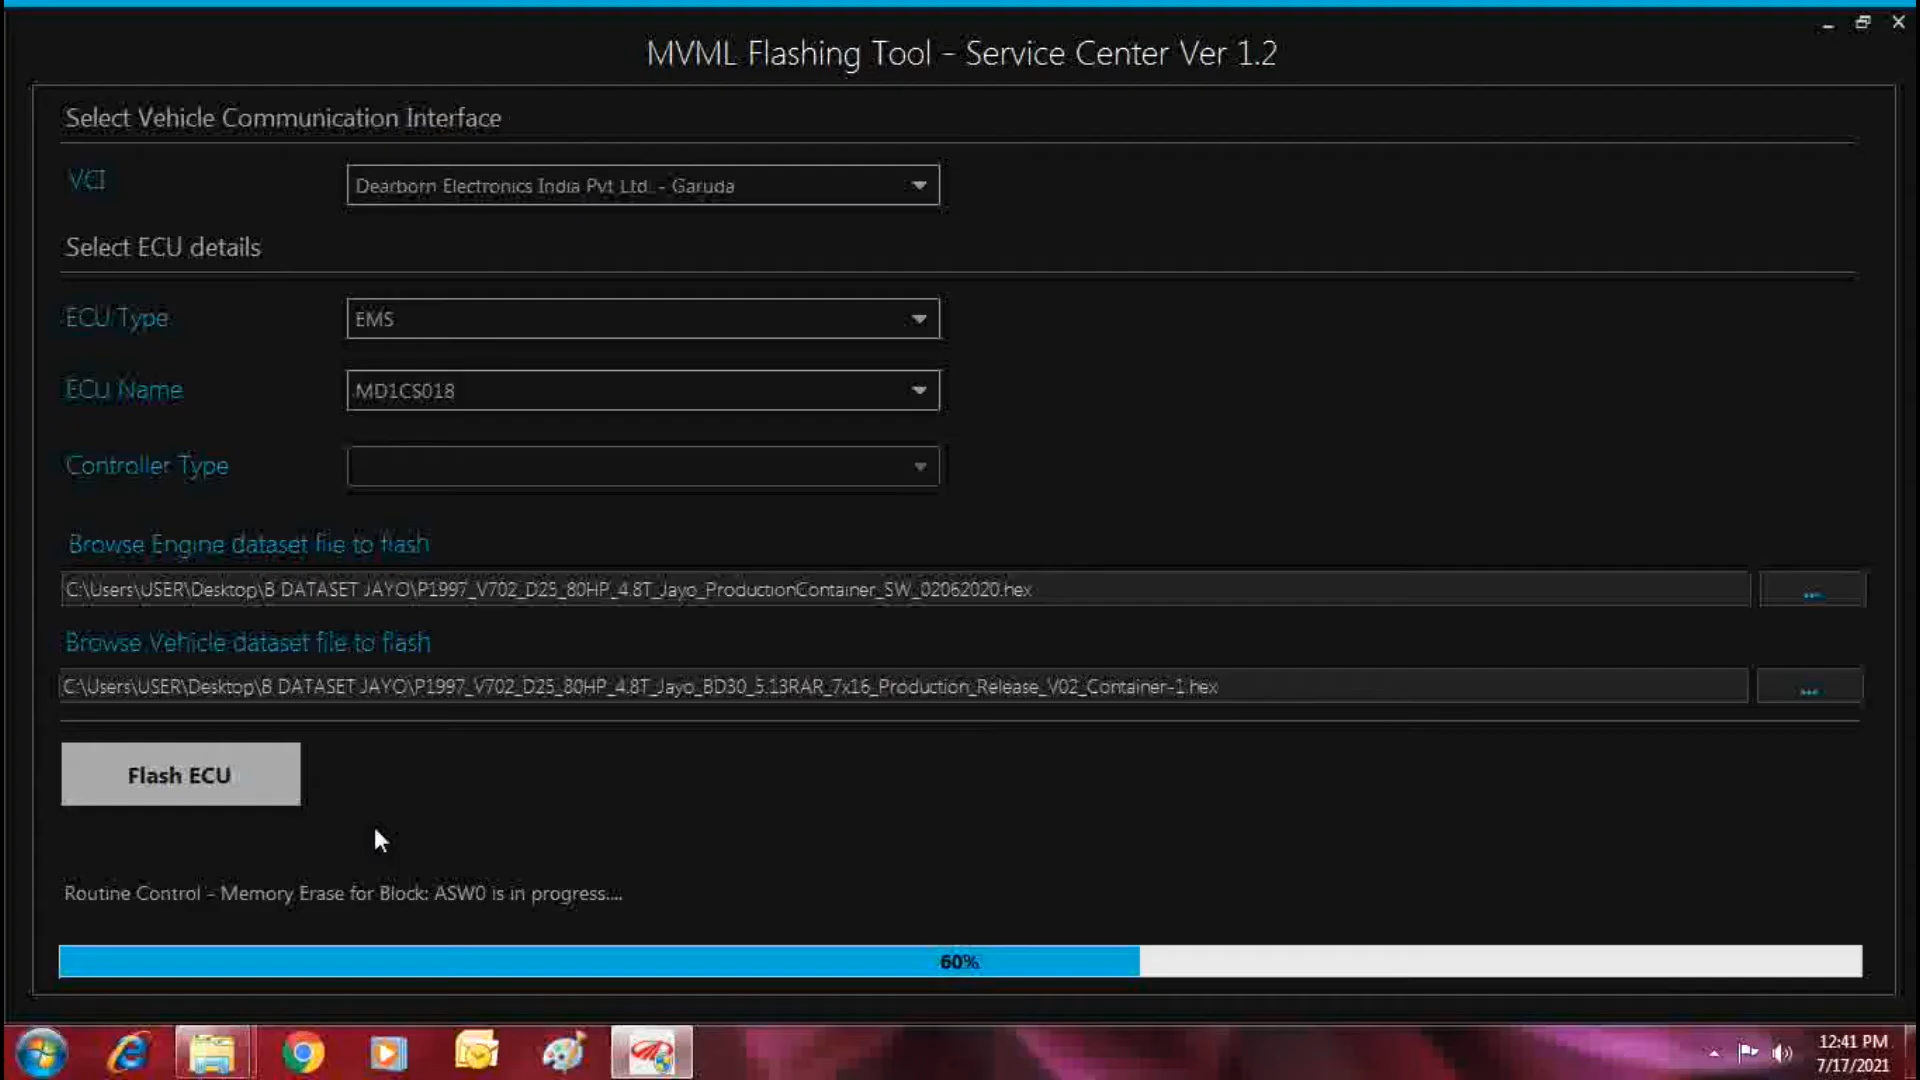 MVML Flashing Tool - Service Center Ver 1.2
Select Vehicle Communication Interface
VCI
Dearborn Electronics India Pvt Ltd. - Garuda
Select ECU details
ECU Type
EMS
ECU Name
MD1CS018
Controller Type
Browse Engine dataset file to flash
C:\Users\USER\Desktop\B DATASET JAYO\P1997_V702_D25_80HP_4.8T_Jayo_ProductionContainer_SW_02062020.hex
...
Browse Vehicle dataset file to flash
C:\Users\USER\Desktop\B DATASET JAYO\P1997_V702_D25_80HP_4.8T_Jayo_BD30_5.13RAR_7x16_Production_Release_V02_Container-1.hex
...
Flash ECU
Routine Control - Memory Erase for Block: ASW0 is in progress....
60%
12:41 PM
7/17/2021